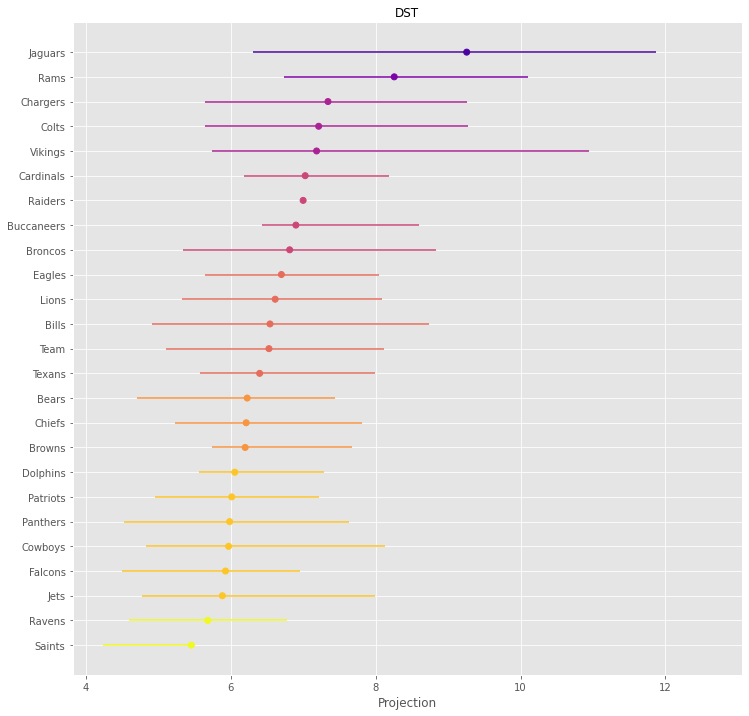 DST
Jaguars
Rams
Chargers
Colts
Vikings
Cardinals
Raiders
Buccaneers
Broncos
Eagles
Lions
Bills
Team
Texans
Bears
Chiefs
Browns
Dolphins
Patriots
Panthers
Cowboys
Falcons
Jets
Ravens
Saints
4 6 8 10 12
Projection